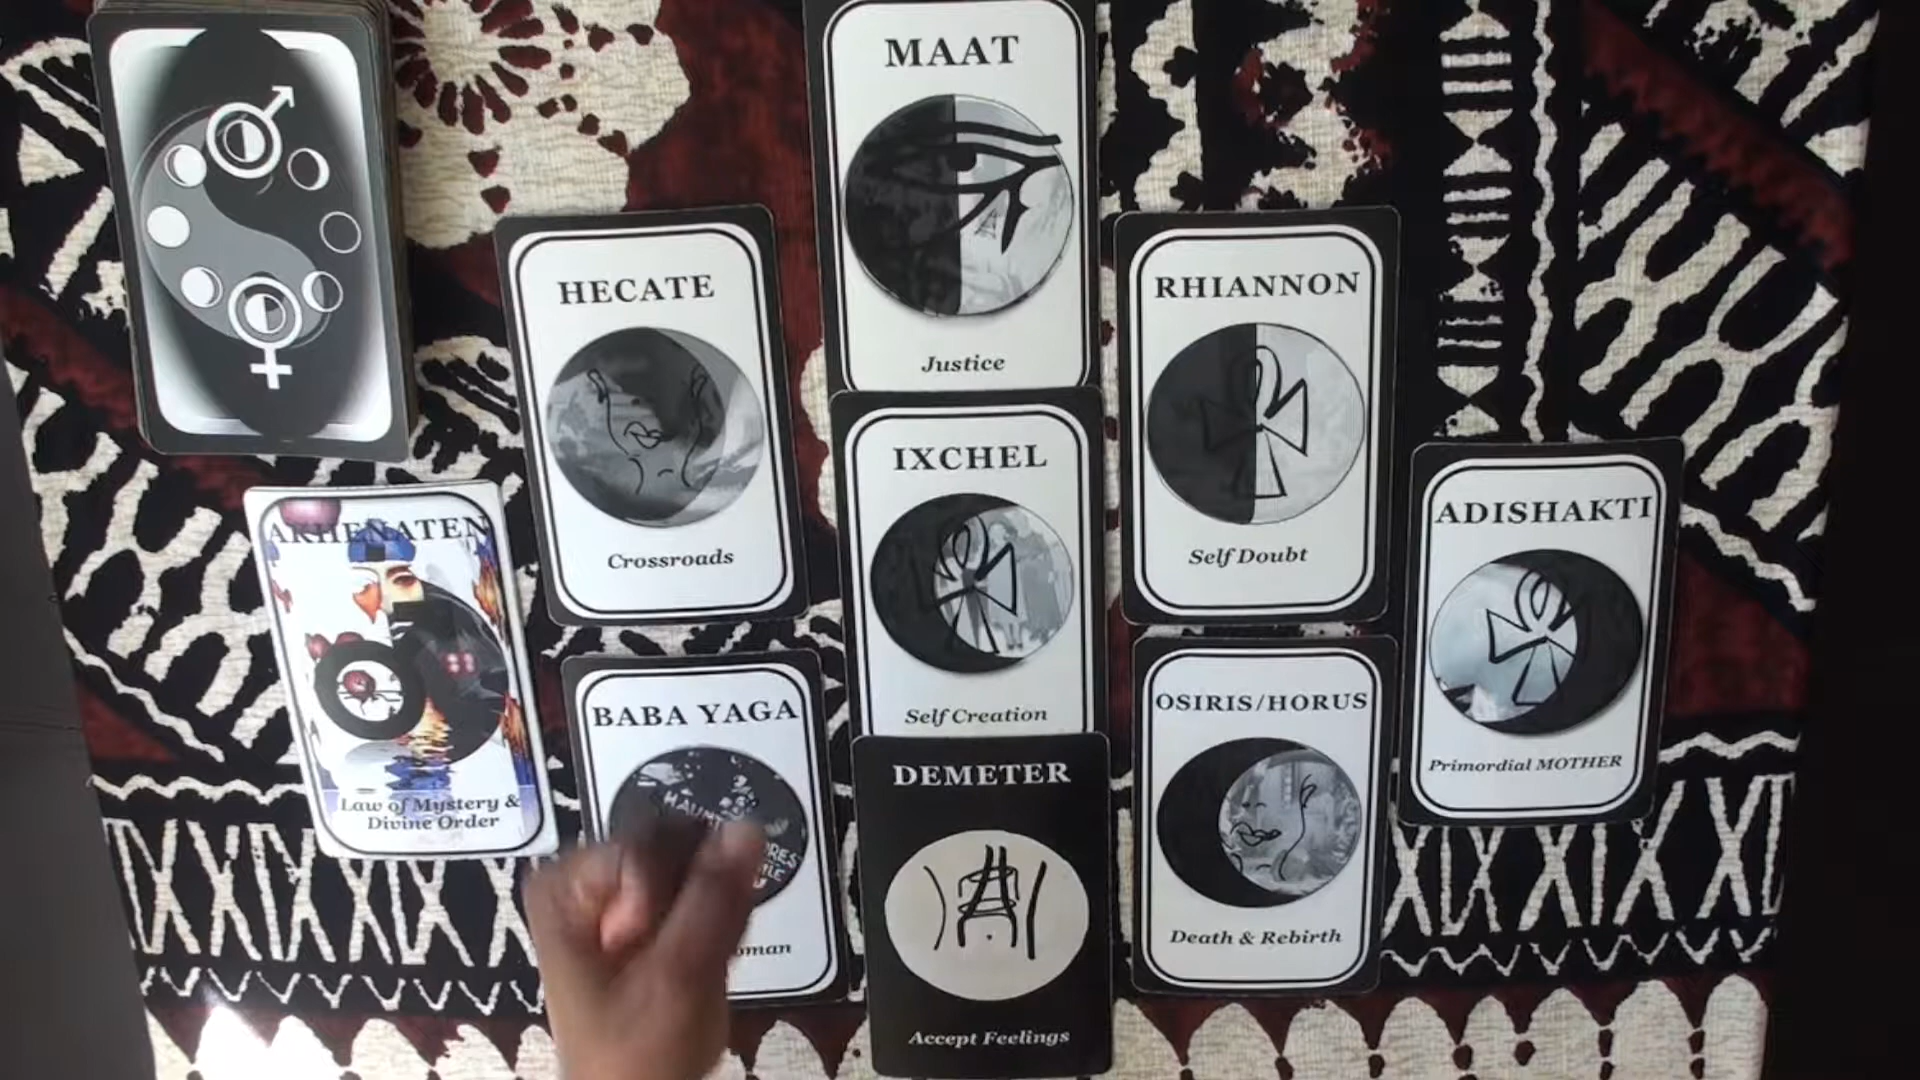 MAAT
Justice
HECATE
Crossroads
RHIANNON
Self Doubt
IXCHEL
Self Creation
ADISHAKTI
Primordial MOTHER
AKHENATEN
Law of Mystery &
Divine Order
BABA YAGA
OSIRIS/HORUS
Death & Rebirth
DEMETER
Accept Feelings